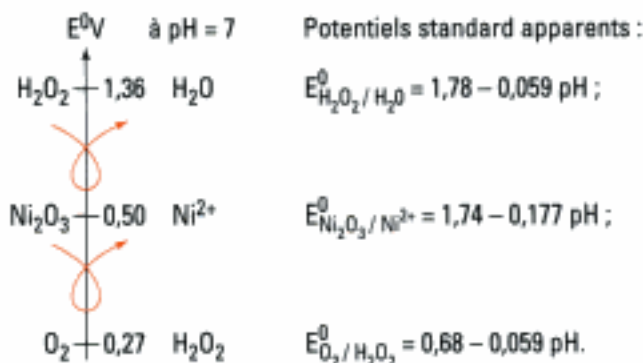 E⁰V à pH = 7 Potentiels standard apparents :
H₂O₂ 1,36 H₂O E⁰H₂O₂/H₂O = 1,78 – 0,059 pH ;
Ni₂O₃ 0,50 Ni²⁺ E⁰Ni₂O₃/Ni²⁺ = 1,74 – 0,177 pH ;
O₂ 0,27 H₂O₂ E⁰O₂/H₂O₂ = 0,68 – 0,059 pH.